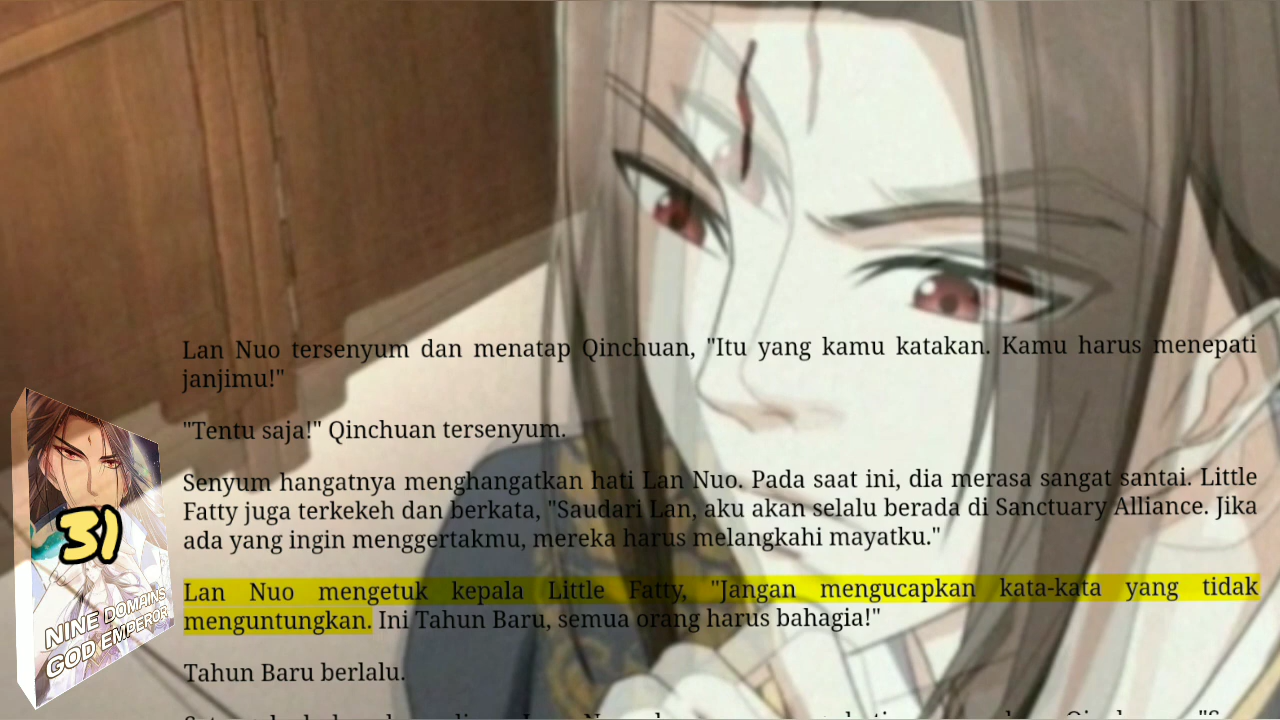 Lan Nuo tersenyum dan menatap Qinchuan, "Itu yang kamu katakan. Kamu harus menepati
janjimu!"
"Tentu saja!" Qinchuan tersenyum.
Senyum hangatnya menghangatkan hati Lan Nuo. Pada saat ini, dia merasa sangat santai. Little
Fatty juga terkekeh dan berkata, "Saudari Lan, aku akan selalu berada di Sanctuary Alliance. Jika
ada yang ingin menggertakmu, mereka harus melangkahi mayatku."
Lan Nuo mengetuk kepala Little Fatty, "Jangan mengucapkan kata-kata yang tidak
menguntungkan. Ini Tahun Baru, semua orang harus bahagia!"
Tahun Baru berlalu.
31
NINE DOMAINS
GOD EMPEROR